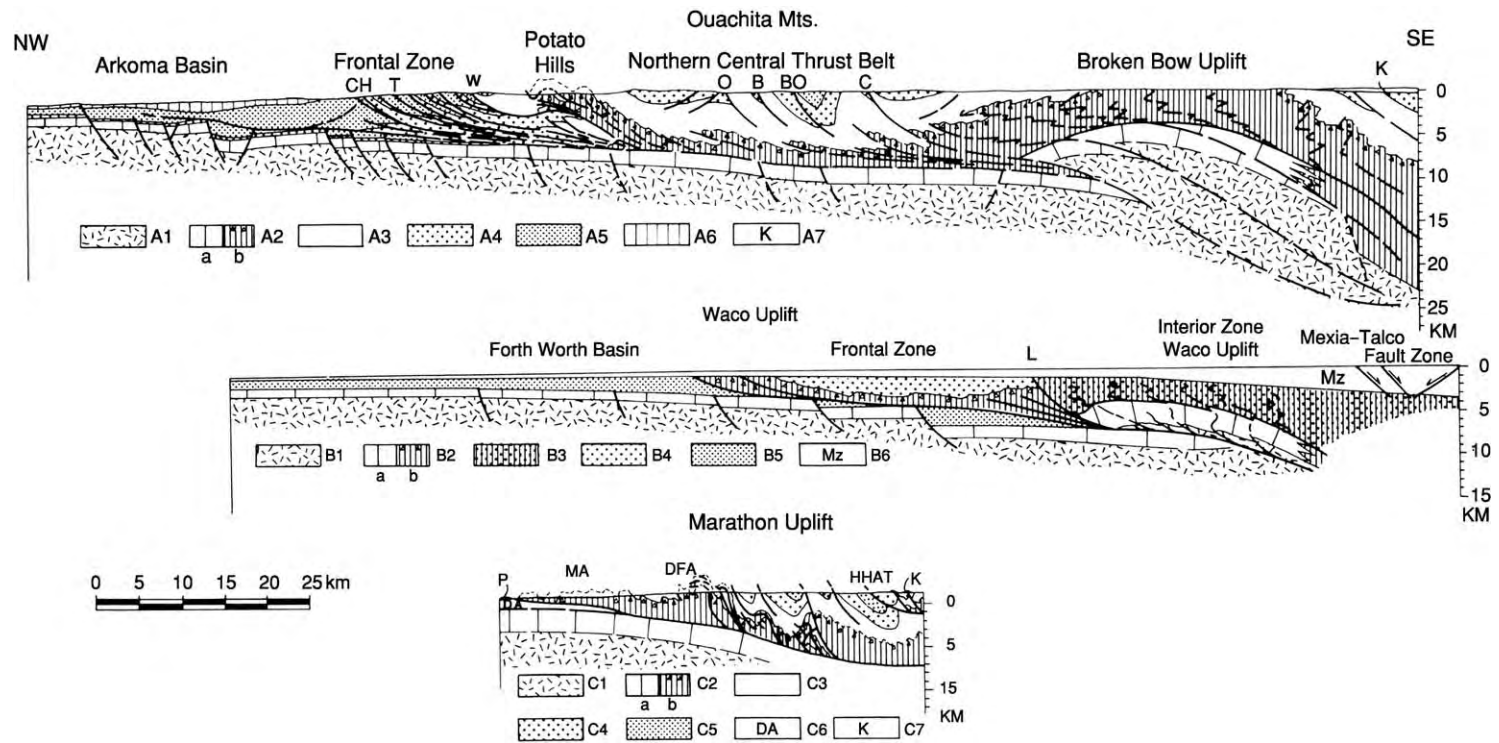 Ouachita Mts.
NW
SE
Arkoma Basin
Frontal Zone
Potato
Hills
Northern Central Thrust Belt
Broken Bow Uplift
CH T W O B BO C K
0
5
10
15
20
25
KM
A1 A2 A3 A4 A5 A6 K A7
a b
Waco Uplift
Forth Worth Basin
Frontal Zone
L
Interior Zone
Waco Uplift
Mexia–Talco
Fault Zone
Mz
0
5
10
15
KM
B1 B2 B3 B4 B5 Mz B6
a b
Marathon Uplift
0 5 10 15 20 25 km
P MA DFA HHAT K
DA
0
5
15
KM
C1 C2 C3
a b
C4 C5 DA C6 K C7